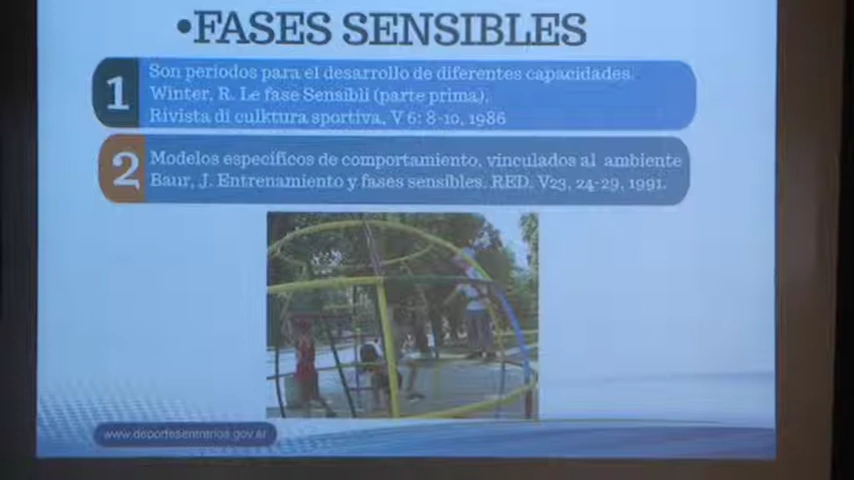 •FASES SENSIBLES
1
Son periodos para el desarrollo de diferentes capacidades.
Winter, R. Le fase Sensibli (parte prima).
Rivista di culktura sportiva, V 6: 8-10, 1986
2
Modelos específicos de comportamiento, vinculados al ambiente
Baur, J. Entrenamiento y fases sensibles. RED. V23, 24-29, 1991.
www.deportesentrerios.gov.ar